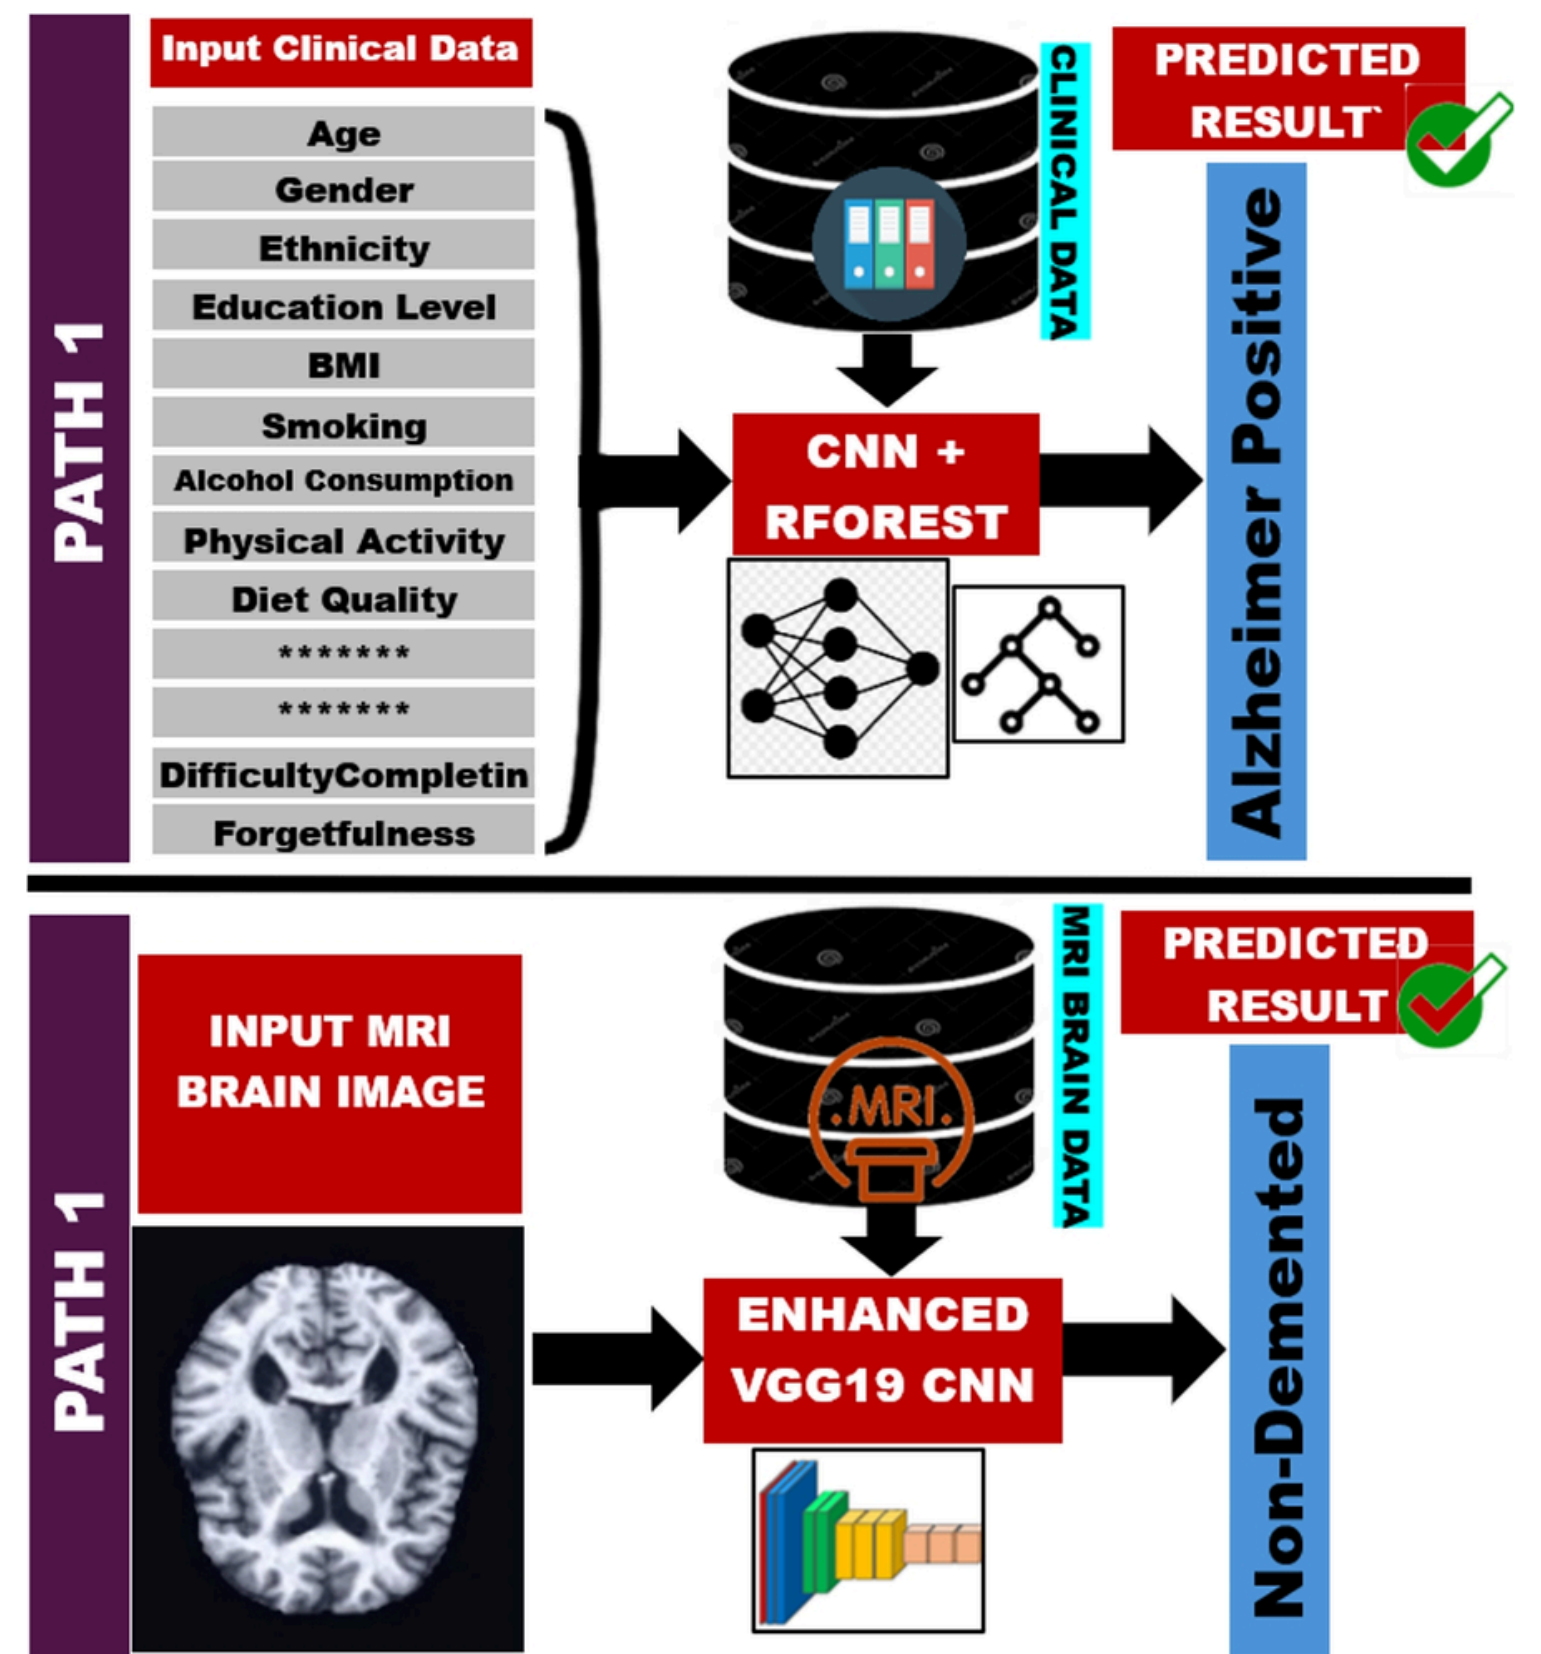 PATH 1
Input Clinical Data
Age
Gender
Ethnicity
Education Level
BMI
Smoking
Alcohol Consumption
Physical Activity
Diet Quality
*******
*******
DifficultyCompletin
Forgetfulness
CLINICAL DATA
CNN +
RFOREST
PREDICTED
RESULT`
Alzheimer Positive
PATH 1
INPUT MRI
BRAIN IMAGE
MRI BRAIN DATA
.MRI.
ENHANCED
VGG19 CNN
PREDICTED
RESULT
Non-Demented